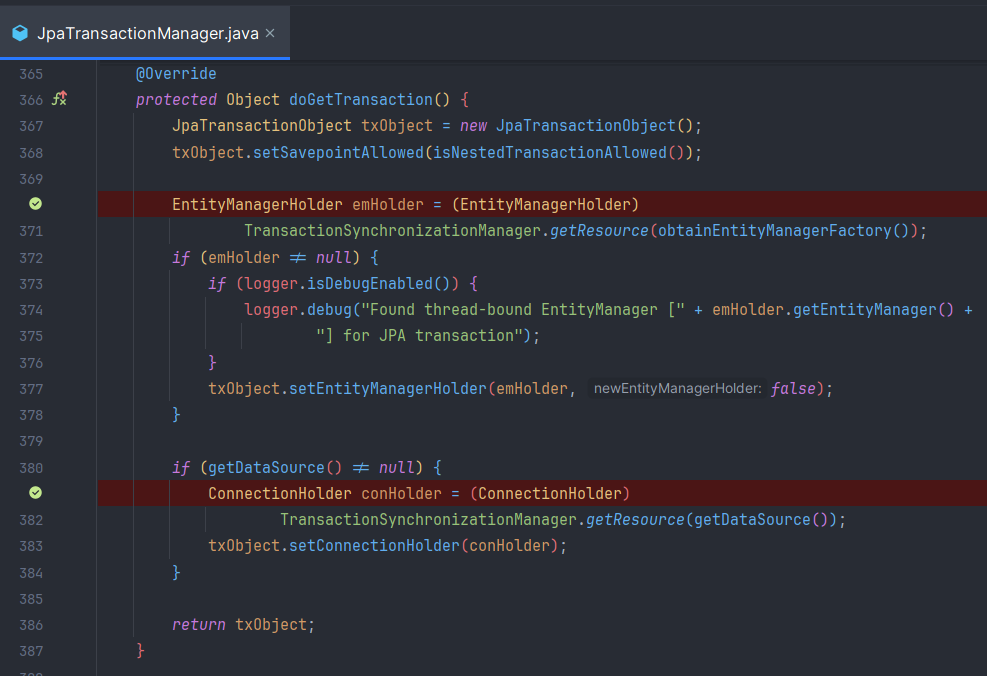 JpaTransactionManager.java ×
365 @Override
366 protected Object doGetTransaction() {
367 JpaTransactionObject txObject = new JpaTransactionObject();
368 txObject.setSavepointAllowed(isNestedTransactionAllowed());
369
EntityManagerHolder emHolder = (EntityManagerHolder)
371 TransactionSynchronizationManager.getResource(obtainEntityManagerFactory());
372 if (emHolder ≠ null) {
373 if (logger.isDebugEnabled()) {
374 logger.debug("Found thread-bound EntityManager [" + emHolder.getEntityManager() +
375 "] for JPA transaction");
376 }
377 txObject.setEntityManagerHolder(emHolder, newEntityManagerHolder: false);
378 }
379
380 if (getDataSource() ≠ null) {
ConnectionHolder conHolder = (ConnectionHolder)
382 TransactionSynchronizationManager.getResource(getDataSource());
383 txObject.setConnectionHolder(conHolder);
384 }
385
386 return txObject;
387 }